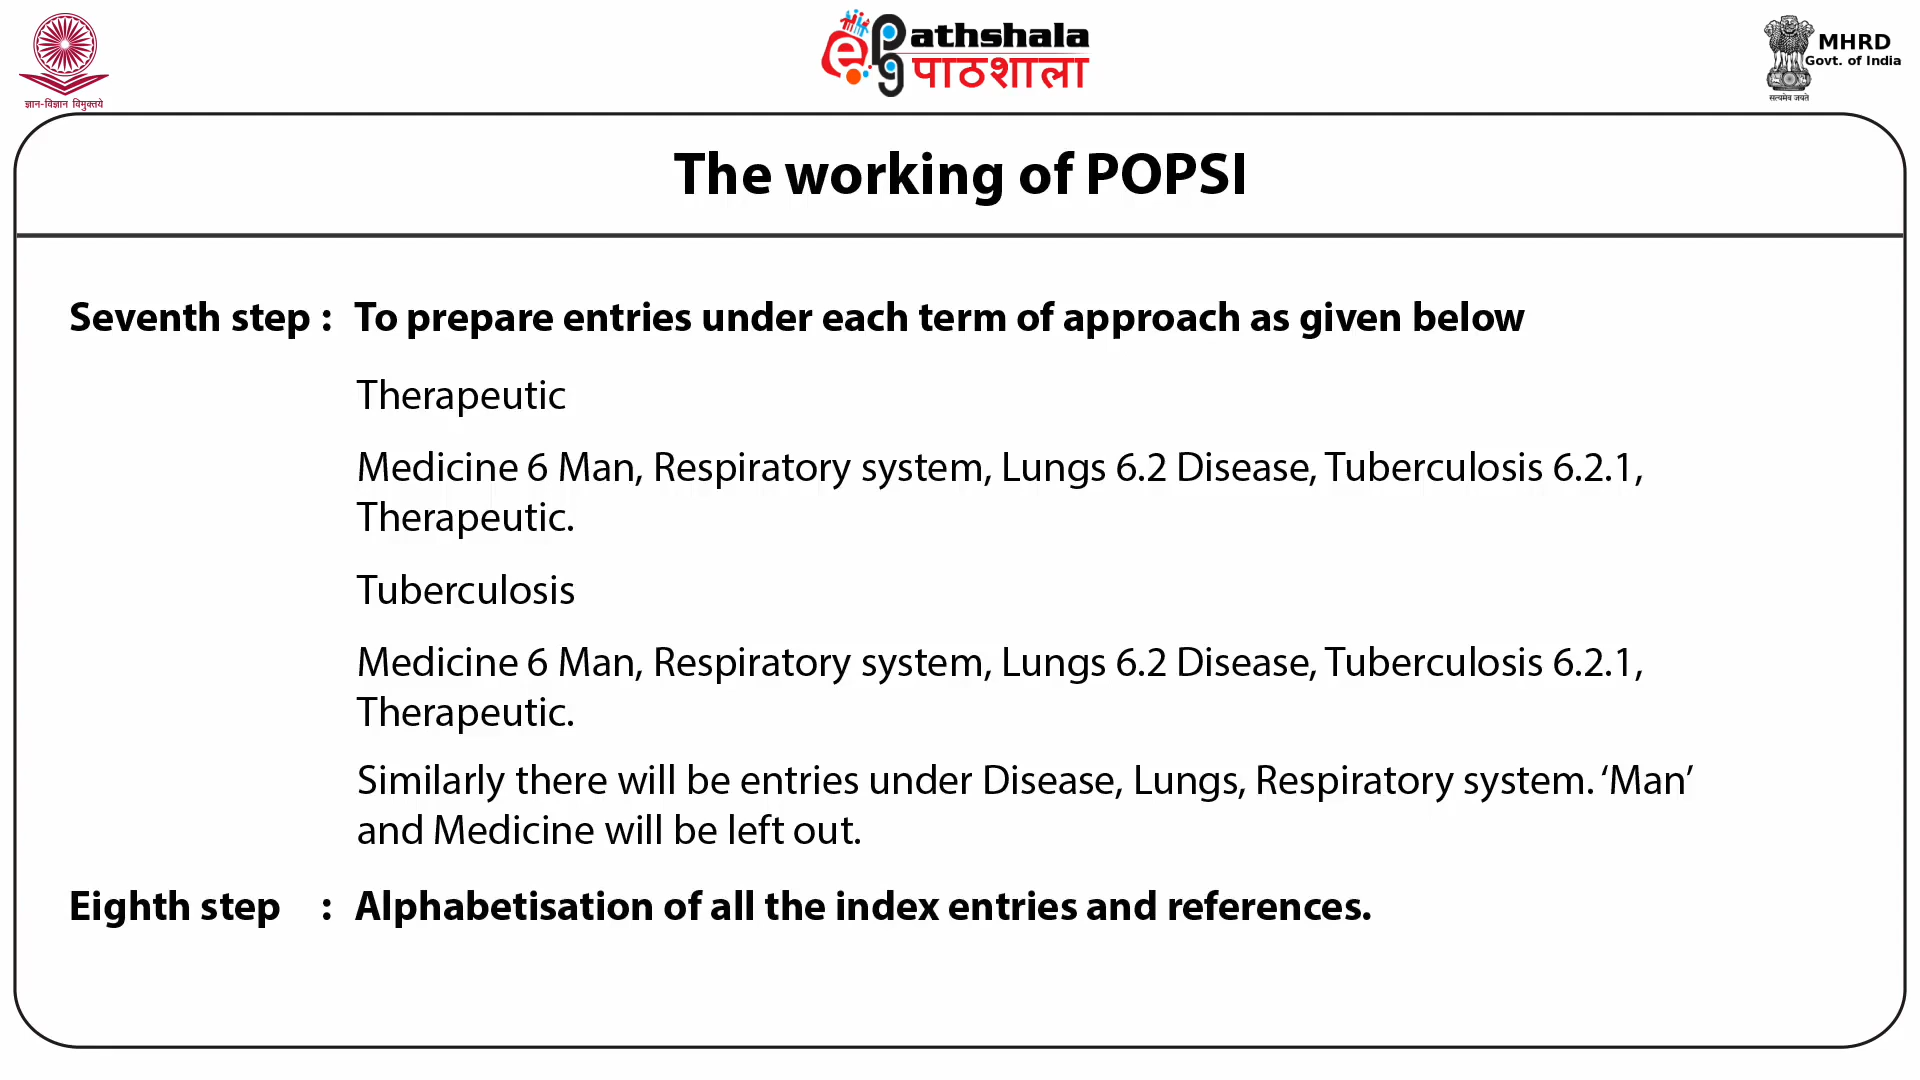 ज्ञान-विज्ञान विमुक्तये
ePathshala
पाठशाला
MHRD
Govt. of India
सत्यमेव जयते
The working of POPSI
Seventh step : To prepare entries under each term of approach as given below
Therapeutic
Medicine 6 Man, Respiratory system, Lungs 6.2 Disease, Tuberculosis 6.2.1,
Therapeutic.
Tuberculosis
Medicine 6 Man, Respiratory system, Lungs 6.2 Disease, Tuberculosis 6.2.1,
Therapeutic.
Similarly there will be entries under Disease, Lungs, Respiratory system. ‘Man’
and Medicine will be left out.
Eighth step : Alphabetisation of all the index entries and references.